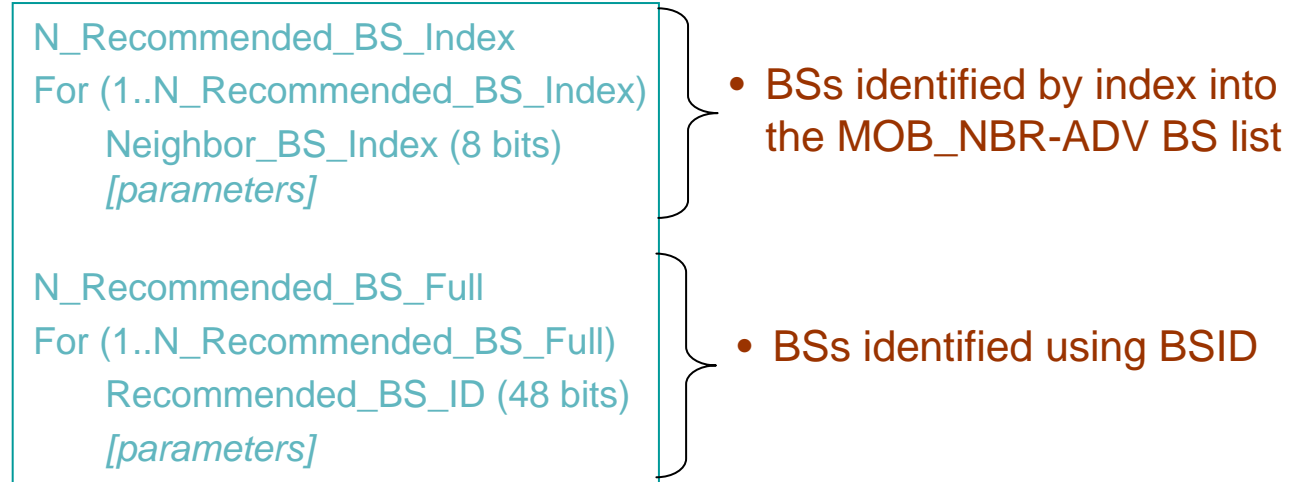 N_Recommended_BS_Index
For (1..N_Recommended_BS_Index)
Neighbor_BS_Index (8 bits)
[parameters]
• BSs identified by index into
the MOB_NBR-ADV BS list
N_Recommended_BS_Full
For (1..N_Recommended_BS_Full)
Recommended_BS_ID (48 bits)
[parameters]
• BSs identified using BSID